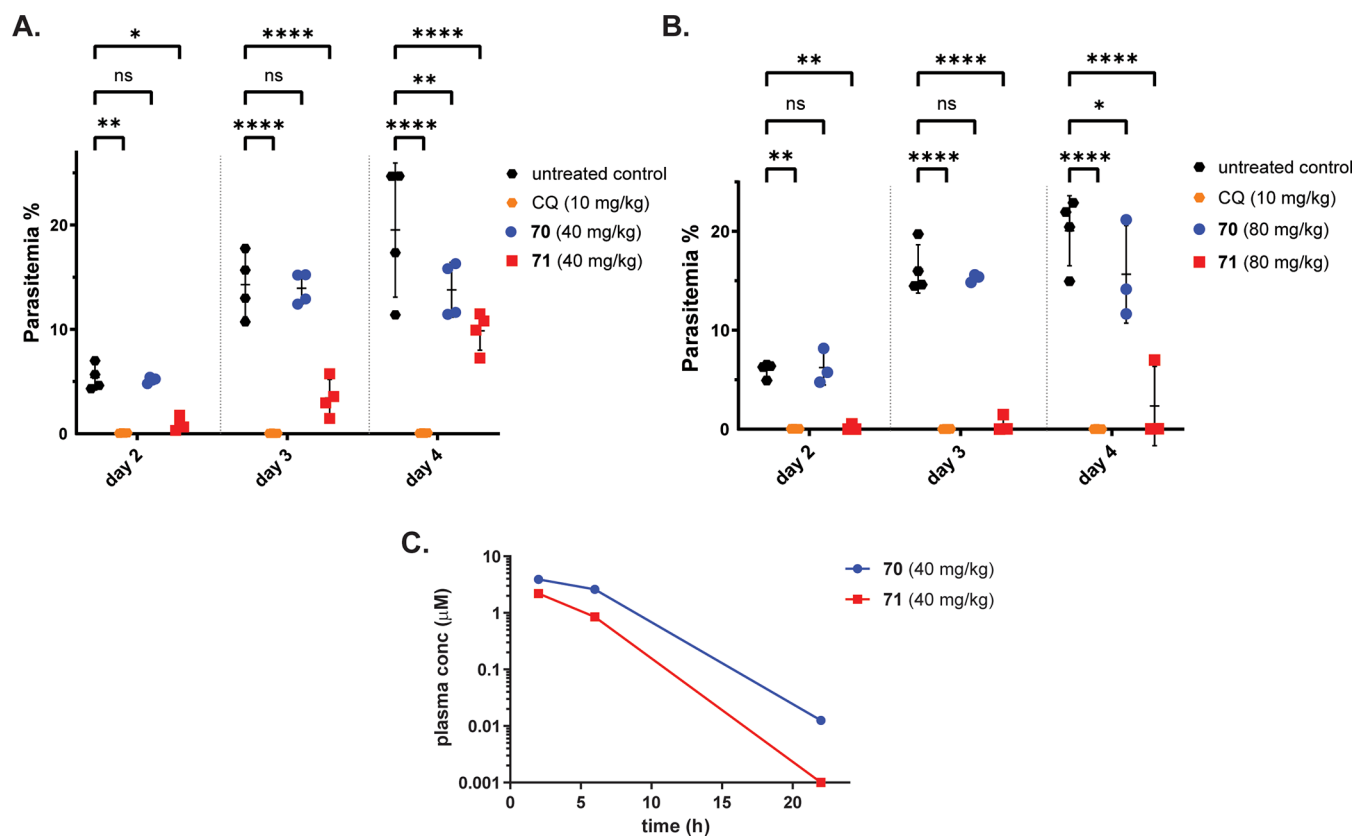 A.
*
****
****
ns
ns
**
**
****
****
Parasitemia %
20
10
0
day 2
day 3
day 4
untreated control
CQ (10 mg/kg)
70 (40 mg/kg)
71 (40 mg/kg)
B.
**
****
****
ns
ns
*
**
****
****
Parasitemia %
20
10
0
day 2
day 3
day 4
untreated control
CQ (10 mg/kg)
70 (80 mg/kg)
71 (80 mg/kg)
C.
plasma conc (μM)
10
1
0.1
0.01
0.001
0
5
10
15
20
time (h)
70 (40 mg/kg)
71 (40 mg/kg)